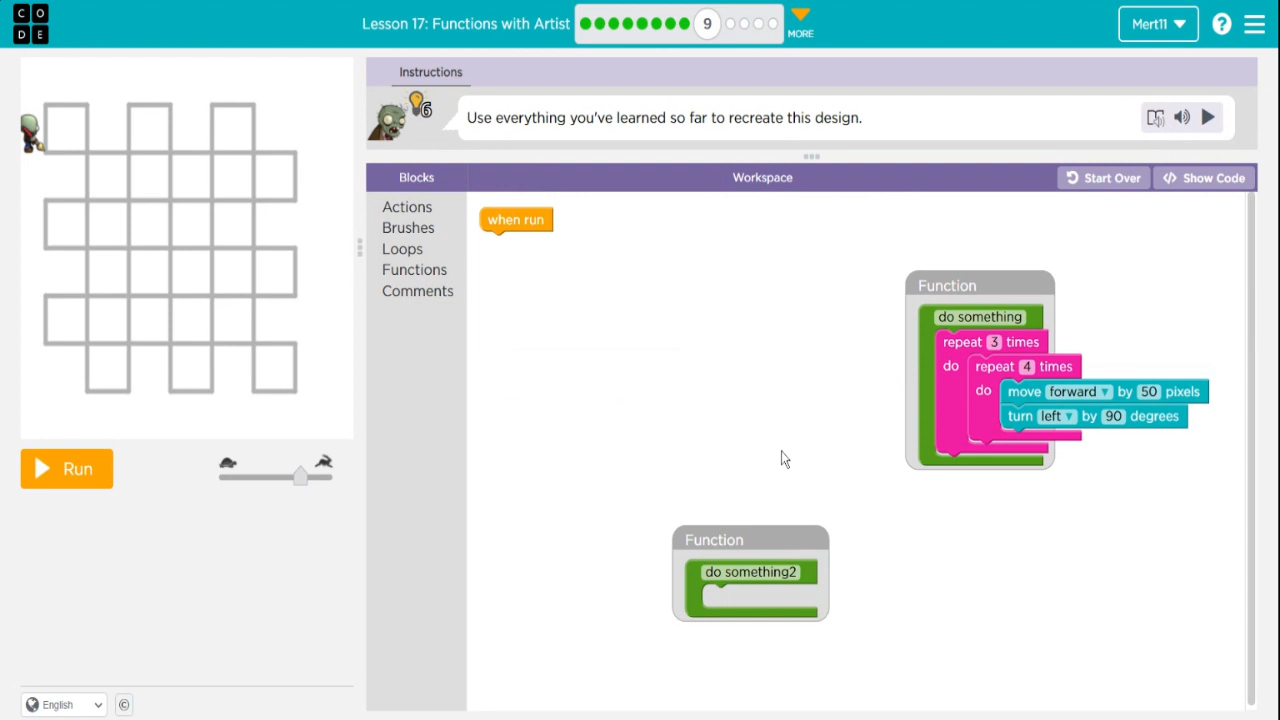 CO
DE
Lesson 17: Functions with Artist
9
MORE
Mert11
?
Instructions
6
Use everything you've learned so far to recreate this design.
Blocks
Workspace
Start Over
</> Show Code
Actions
Brushes
Loops
Functions
Comments
when run
Function
do something
repeat 3 times
do
repeat 4 times
do
move forward by 50 pixels
turn left by 90 degrees
Run
Function
do something2
English
©